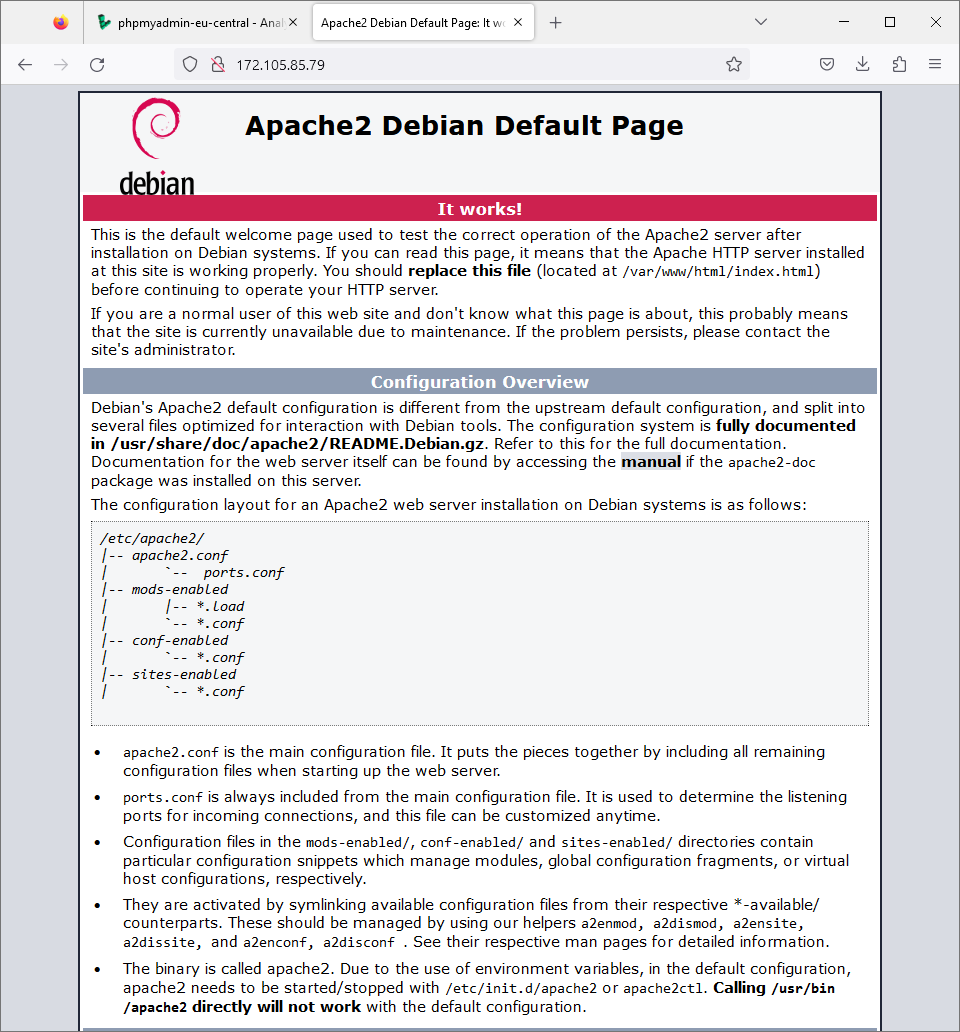 phpmyadmin-eu-central - Anal
Apache2 Debian Default Page: It wo
172.105.85.79
debian
Apache2 Debian Default Page
It works!
This is the default welcome page used to test the correct operation of the Apache2 server after
installation on Debian systems. If you can read this page, it means that the Apache HTTP server installed
at this site is working properly. You should replace this file (located at /var/www/html/index.html)
before continuing to operate your HTTP server.
If you are a normal user of this web site and don't know what this page is about, this probably means
that the site is currently unavailable due to maintenance. If the problem persists, please contact the
site's administrator.
Configuration Overview
Debian's Apache2 default configuration is different from the upstream default configuration, and split into
several files optimized for interaction with Debian tools. The configuration system is fully documented
in /usr/share/doc/apache2/README.Debian.gz. Refer to this for the full documentation.
Documentation for the web server itself can be found by accessing the manual if the apache2-doc
package was installed on this server.
The configuration layout for an Apache2 web server installation on Debian systems is as follows:
/etc/apache2/
|-- apache2.conf
|       `--  ports.conf
|-- mods-enabled
|       |-- *.load
|       `-- *.conf
|-- conf-enabled
|       `-- *.conf
|-- sites-enabled
|       `-- *.conf
• apache2.conf is the main configuration file. It puts the pieces together by including all remaining
configuration files when starting up the web server.
• ports.conf is always included from the main configuration file. It is used to determine the listening
ports for incoming connections, and this file can be customized anytime.
• Configuration files in the mods-enabled/, conf-enabled/ and sites-enabled/ directories contain
particular configuration snippets which manage modules, global configuration fragments, or virtual
host configurations, respectively.
• They are activated by symlinking available configuration files from their respective *-available/
counterparts. These should be managed by using our helpers a2enmod, a2dismod, a2ensite,
a2dissite, and a2enconf, a2disconf . See their respective man pages for detailed information.
• The binary is called apache2. Due to the use of environment variables, in the default configuration,
apache2 needs to be started/stopped with /etc/init.d/apache2 or apache2ctl. Calling /usr/bin
/apache2 directly will not work with the default configuration.